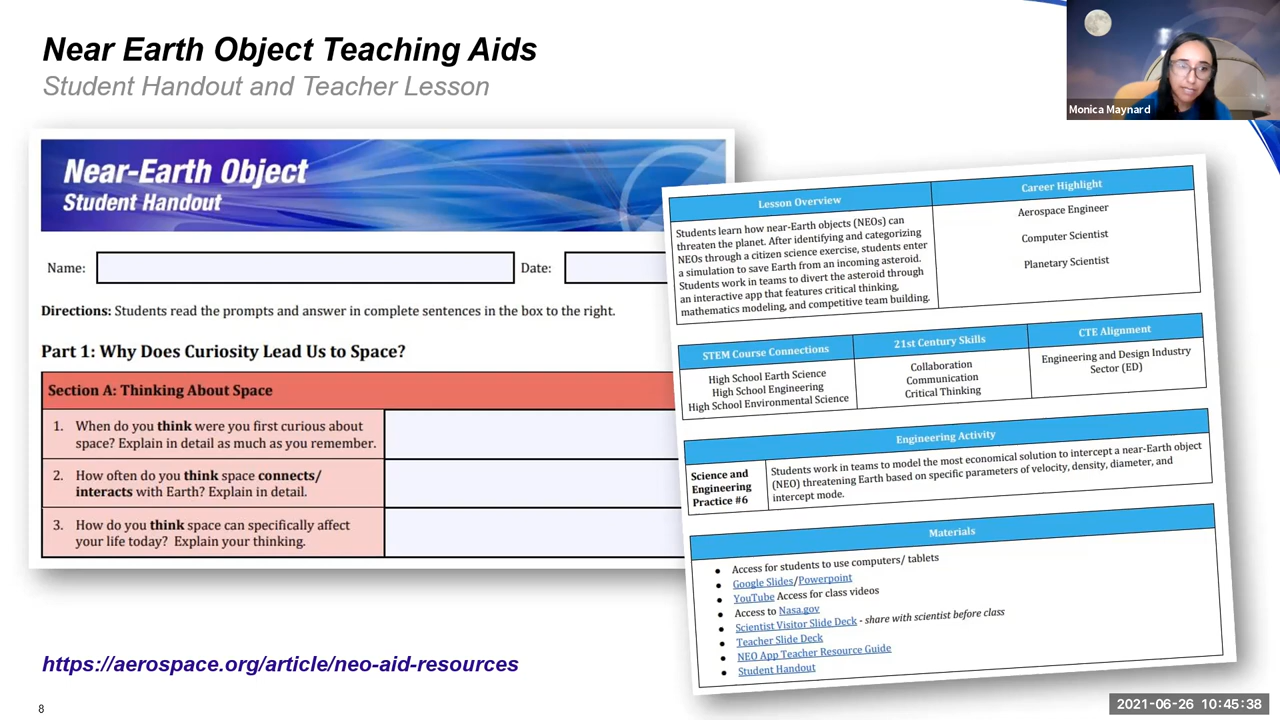 Near Earth Object Teaching Aids
Student Handout and Teacher Lesson
Monica Maynard
Near-Earth Object
Student Handout
Name:
Date:
Directions: Students read the prompts and answer in complete sentences in the box to the right.
Part 1: Why Does Curiosity Lead Us to Space?
Section A: Thinking About Space
1. When do you think were you first curious about
space? Explain in detail as much as you remember.
2. How often do you think space connects/
interacts with Earth? Explain in detail.
3. How do you think space can specifically affect
your life today? Explain your thinking.
Lesson Overview
Students learn how near-Earth objects (NEOs) can
threaten the planet. After identifying and categorizing
NEOs through a citizen science exercise, students enter
a simulation to save Earth from an incoming asteroid.
Students work in teams to divert the asteroid through
an interactive app that features critical thinking,
mathematics modeling, and competitive team building.
Career Highlight
Aerospace Engineer
Computer Scientist
Planetary Scientist
STEM Course Connections
High School Earth Science
High School Engineering
High School Environmental Science
21st Century Skills
Collaboration
Communication
Critical Thinking
CTE Alignment
Engineering and Design Industry
Sector (ED)
Engineering Activity
Science and
Engineering
Practice #6
Students work in teams to model the most economical solution to intercept a near-Earth object
(NEO) threatening Earth based on specific parameters of velocity, density, diameter, and
intercept mode.
Materials
● Access for students to use computers/ tablets
● Google Slides/Powerpoint
● YouTube Access for class videos
● Access to Nasa.gov
● Scientist Visitor Slide Deck - share with scientist before class
● Teacher Slide Deck
● NEO App Teacher Resource Guide
● Student Handout
https://aerospace.org/article/neo-aid-resources
8
2021-06-26 10:45:38